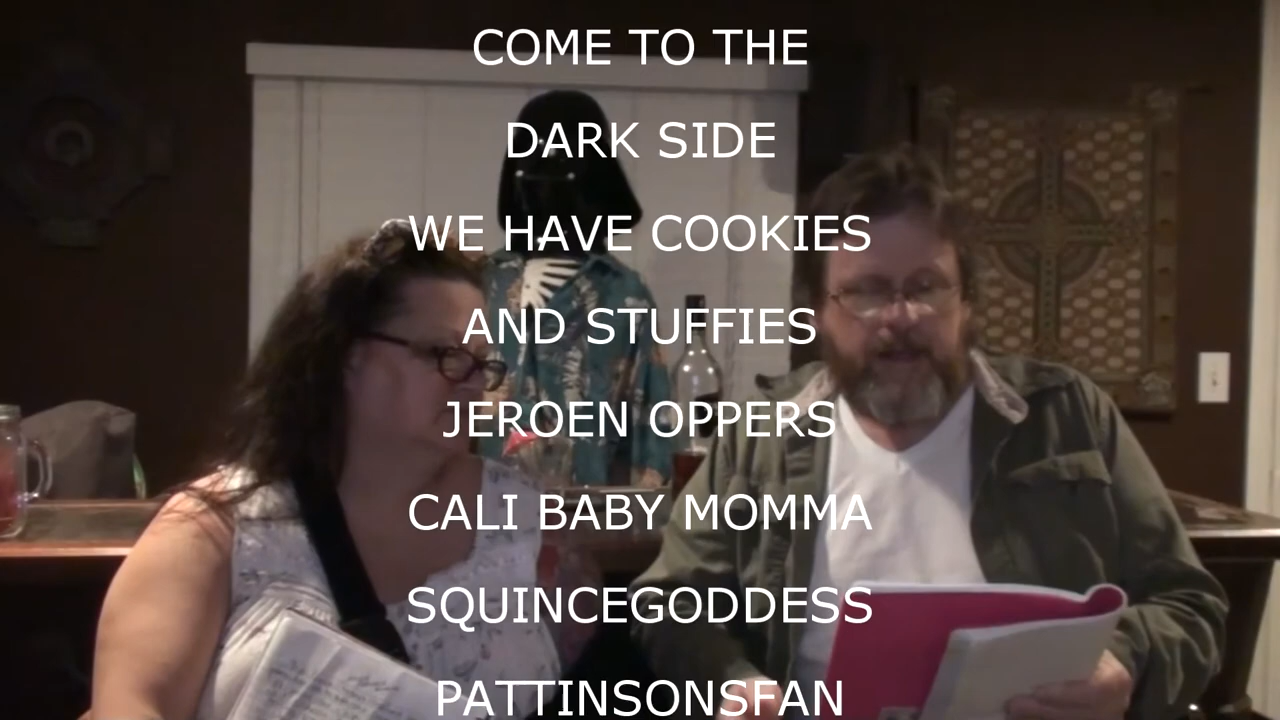 COME TO THE
DARK SIDE
WE HAVE COOKIES
AND STUFFIES
JEROEN OPPERS
CALI BABY MOMMA
SQUINCEGODDESS
PATTINSONSFAN